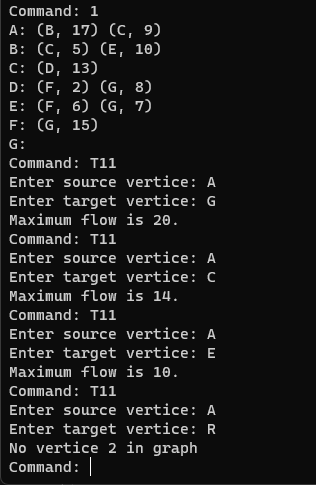 Command: 1
A: (B, 17) (C, 9)
B: (C, 5) (E, 10)
C: (D, 13)
D: (F, 2) (G, 8)
E: (F, 6) (G, 7)
F: (G, 15)
G:
Command: T11
Enter source vertice: A
Enter target vertice: G
Maximum flow is 20.
Command: T11
Enter source vertice: A
Enter target vertice: C
Maximum flow is 14.
Command: T11
Enter source vertice: A
Enter target vertice: E
Maximum flow is 10.
Command: T11
Enter source vertice: A
Enter target vertice: R
No vertice 2 in graph
Command: